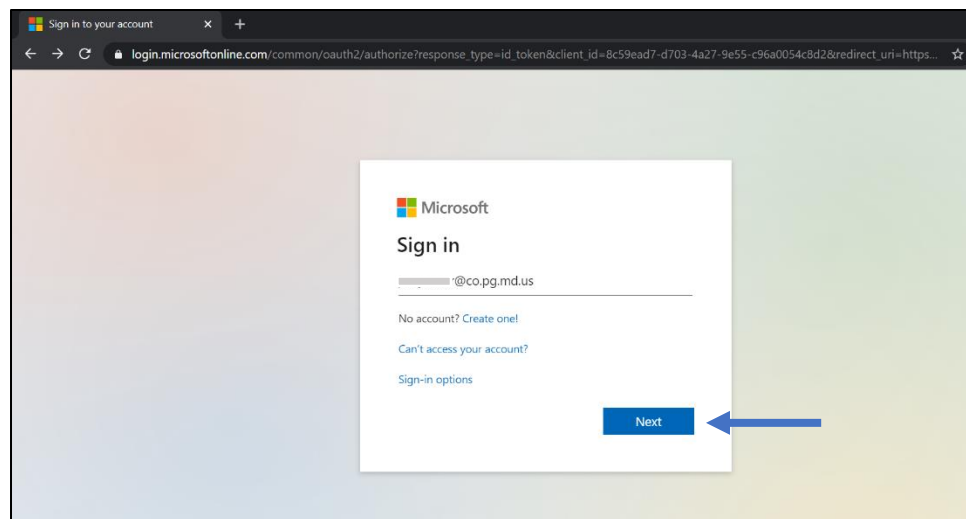 Sign in to your account
login.microsoftonline.com/common/oauth2/authorize?response_type=id_token&client_id=8c59ead7-d703-4a27-9e55-c96a0054c8d2&redirect_uri=https...
Microsoft
Sign in
@co.pg.md.us
No account? Create one!
Can't access your account?
Sign-in options
Next